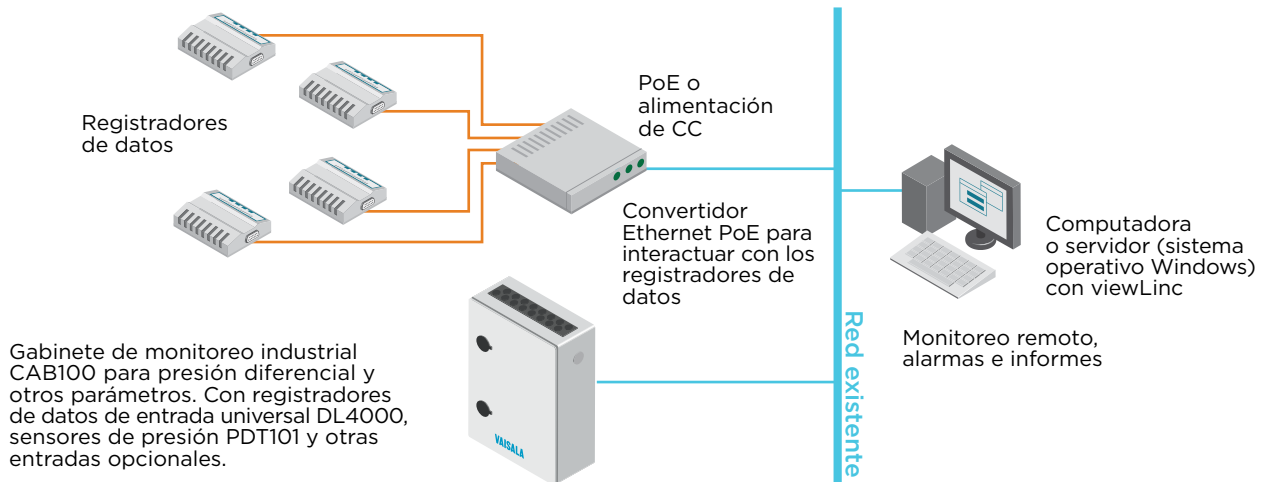 Registradores
de datos
PoE o
alimentación
de CC
Convertidor
Ethernet PoE para
interactuar con los
registradores de
datos
Computadora
o servidor (sistema
operativo Windows)
con viewLinc
Monitoreo remoto,
alarmas e informes
Red existente
Gabinete de monitoreo industrial
CAB100 para presión diferencial y
otros parámetros. Con registradores
de datos de entrada universal DL4000,
sensores de presión PDT101 y otras
entradas opcionales.
VAISALA